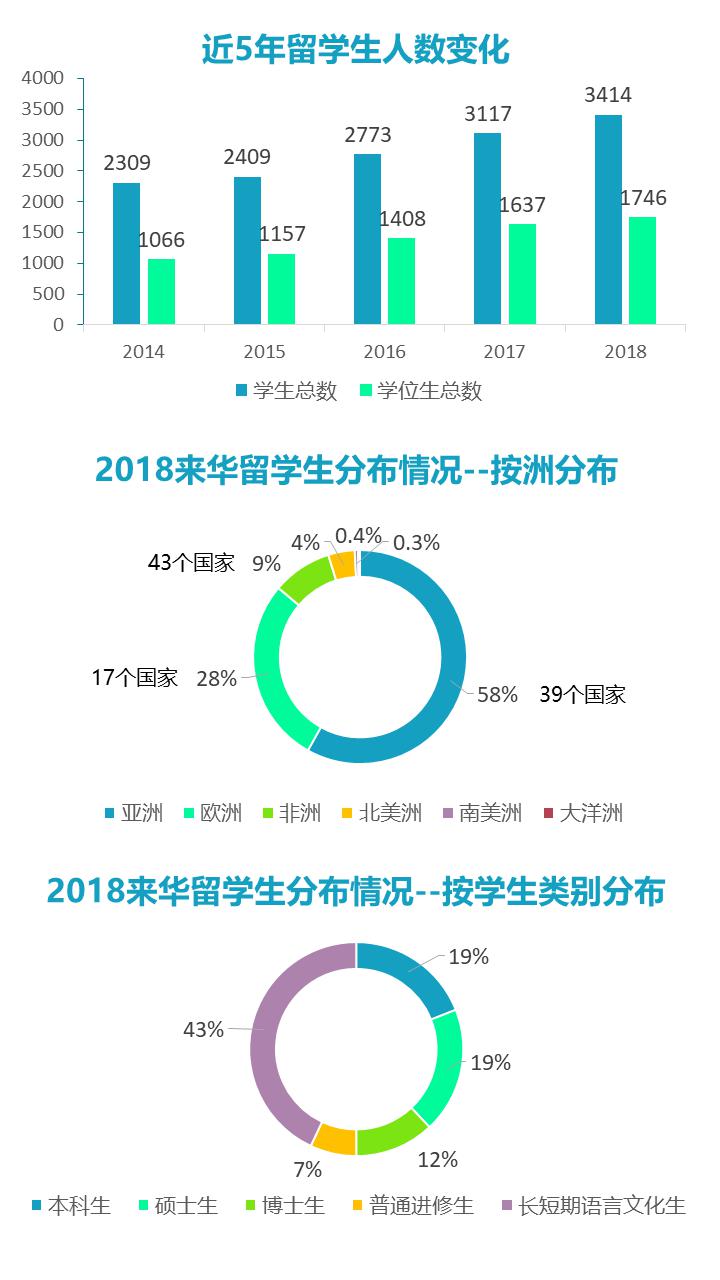 近5年留学生人数变化
4000
3500
3000
2500
2000
1500
1000
500
0
2309
1066
2409
1157
2773
1408
3117
1637
3414
1746
2014 2015 2016 2017 2018
学生总数 学位生总数
2018来华留学生分布情况--按洲分布
4% 0.4% 0.3%
43个国家 9%
17个国家 28%
58% 39个国家
亚洲 欧洲 非洲 北美洲 南美洲 大洋洲
2018来华留学生分布情况--按学生类别分布
19%
43%
19%
12%
7%
本科生 硕士生 博士生 普通进修生 长短期语言文化生